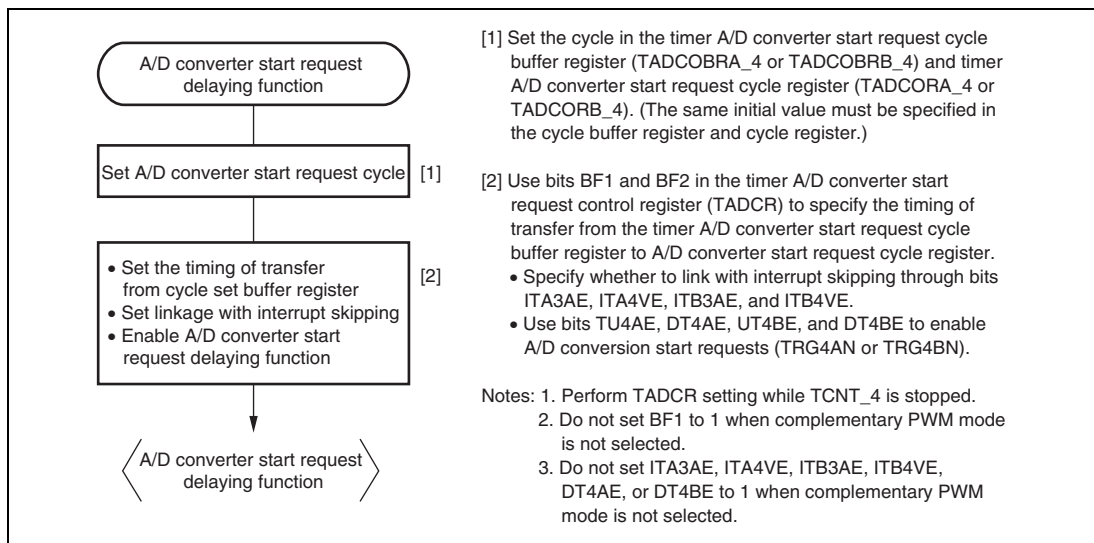 A/D converter start request
delaying function
Set A/D converter start request cycle
[1]
• Set the timing of transfer
from cycle set buffer register
• Set linkage with interrupt skipping
• Enable A/D converter start
request delaying function
[2]
A/D converter start request
delaying function
[1] Set the cycle in the timer A/D converter start request cycle
buffer register (TADCOBRA_4 or TADCOBRB_4) and timer
A/D converter start request cycle register (TADCORA_4 or
TADCORB_4). (The same initial value must be specified in
the cycle buffer register and cycle register.)
[2] Use bits BF1 and BF2 in the timer A/D converter start
request control register (TADCR) to specify the timing of
transfer from the timer A/D converter start request cycle
buffer register to A/D converter start request cycle register.
• Specify whether to link with interrupt skipping through bits
ITA3AE, ITA4VE, ITB3AE, and ITB4VE.
• Use bits TU4AE, DT4AE, UT4BE, and DT4BE to enable
A/D conversion start requests (TRG4AN or TRG4BN).
Notes: 1. Perform TADCR setting while TCNT_4 is stopped.
2. Do not set BF1 to 1 when complementary PWM mode
is not selected.
3. Do not set ITA3AE, ITA4VE, ITB3AE, ITB4VE,
DT4AE, or DT4BE to 1 when complementary PWM
mode is not selected.